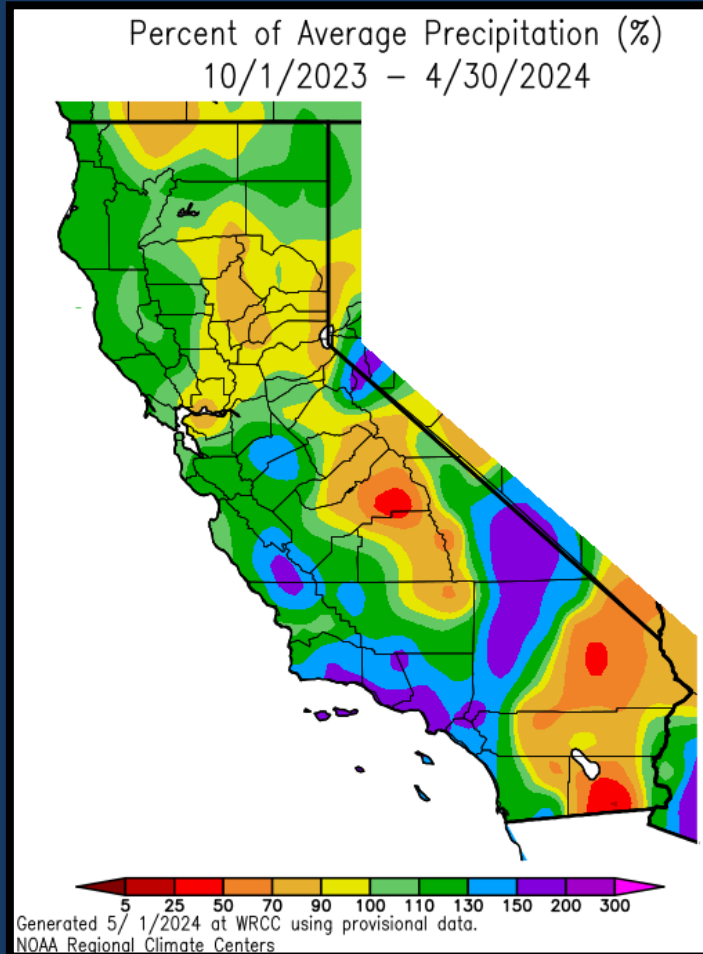 Percent of Average Precipitation (%)
10/1/2023 – 4/30/2024
5 25 50 70 90 100 110 130 150 200 300
Generated 5/ 1/2024 at WRCC using provisional data.
NOAA Regional Climate Centers